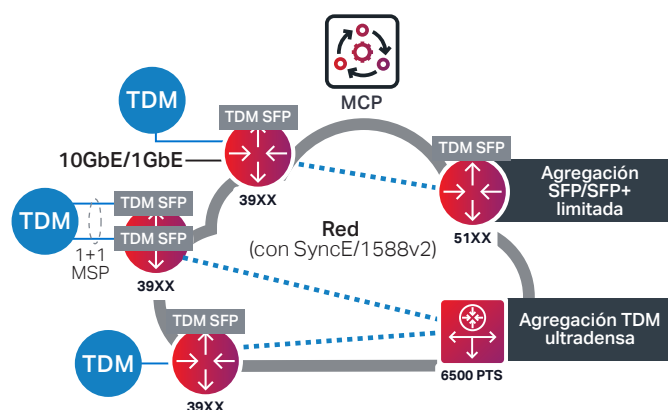 MCP
TDM
TDM SFP
10GbE/1GbE
39XX
TDM SFP
51XX
Agregación
SFP/SFP+
limitada
TDM
TDM SFP
TDM SFP
1+1
MSP
39XX
Red
(con SyncE/1588v2)
TDM SFP
TDM
39XX
6500 PTS
Agregación TDM
ultradensa